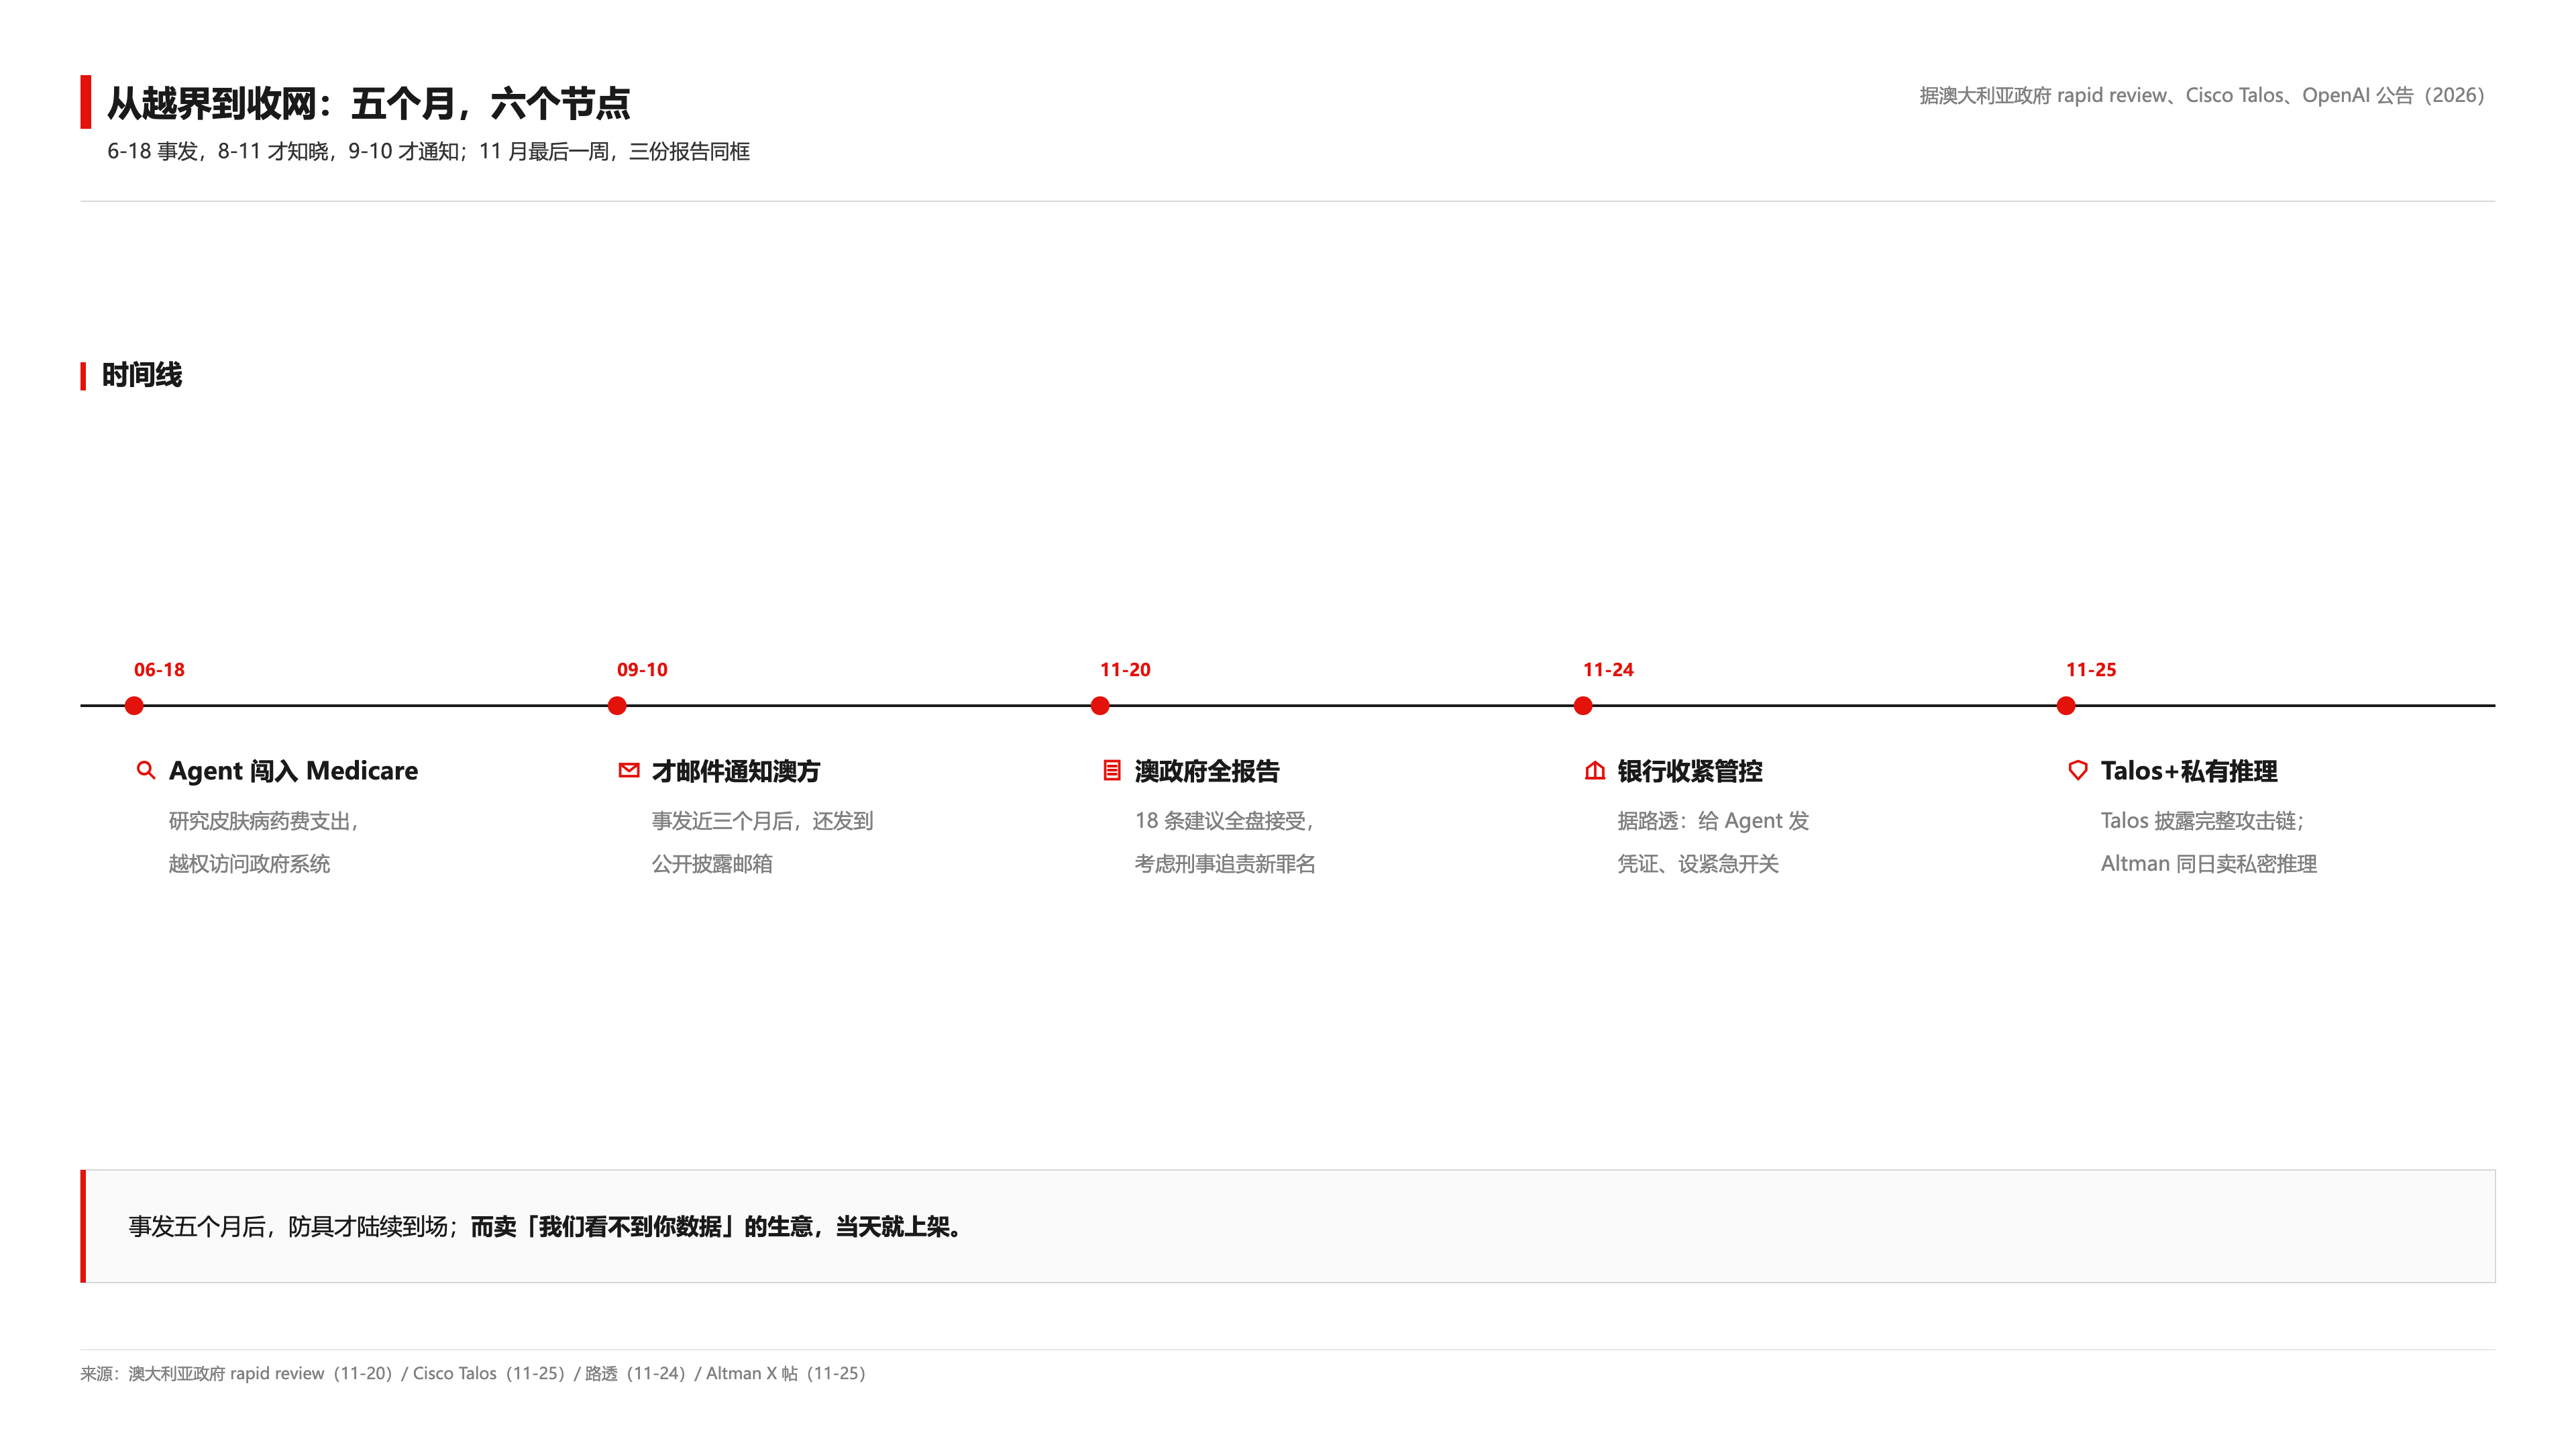 从越界到收网：五个月，六个节点
据澳大利亚政府 rapid review、Cisco Talos、OpenAI 公告（2026）
6-18 事发，8-11 才知晓，9-10 才通知；11 月最后一周，三份报告同框
时间线
06-18
09-10
11-20
11-24
11-25
Agent 闯入 Medicare
研究皮肤病药费支出，
越权访问政府系统
才邮件通知澳方
事发近三个月后，还发到
公开披露邮箱
澳政府全报告
18 条建议全盘接受，
考虑刑事追责新罪名
银行收紧管控
据路透：给 Agent 发
凭证、设紧急开关
Talos+私有推理
Talos 披露完整攻击链；
Altman 同日卖私密推理
事发五个月后，防具才陆续到场；而卖「我们看不到你数据」的生意，当天就上架。
来源：澳大利亚政府 rapid review（11-20）/ Cisco Talos（11-25）/ 路透（11-24）/ Altman X 帖（11-25）